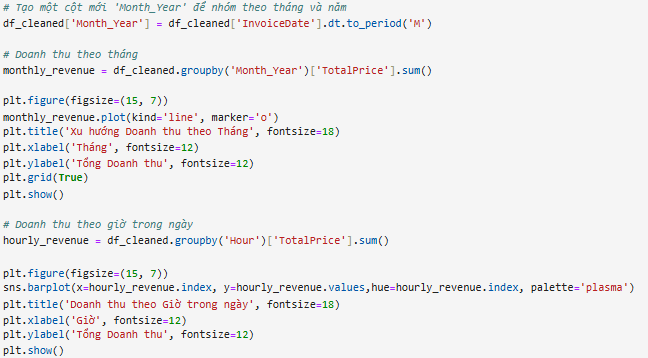 # Tạo một cột mới 'Month_Year' để nhóm theo tháng và năm
df_cleaned['Month_Year'] = df_cleaned['InvoiceDate'].dt.to_period('M')
# Doanh thu theo tháng
monthly_revenue = df_cleaned.groupby('Month_Year')['TotalPrice'].sum()
plt.figure(figsize=(15, 7))
monthly_revenue.plot(kind='line', marker='o')
plt.title('Xu hướng Doanh thu theo Tháng', fontsize=18)
plt.xlabel('Tháng', fontsize=12)
plt.ylabel('Tổng Doanh thu', fontsize=12)
plt.grid(True)
plt.show()
# Doanh thu theo giờ trong ngày
hourly_revenue = df_cleaned.groupby('Hour')['TotalPrice'].sum()
plt.figure(figsize=(15, 7))
sns.barplot(x=hourly_revenue.index, y=hourly_revenue.values,hue=hourly_revenue.index, palette='plasma')
plt.title('Doanh thu theo Giờ trong ngày', fontsize=18)
plt.xlabel('Giờ', fontsize=12)
plt.ylabel('Tổng Doanh thu', fontsize=12)
plt.show()